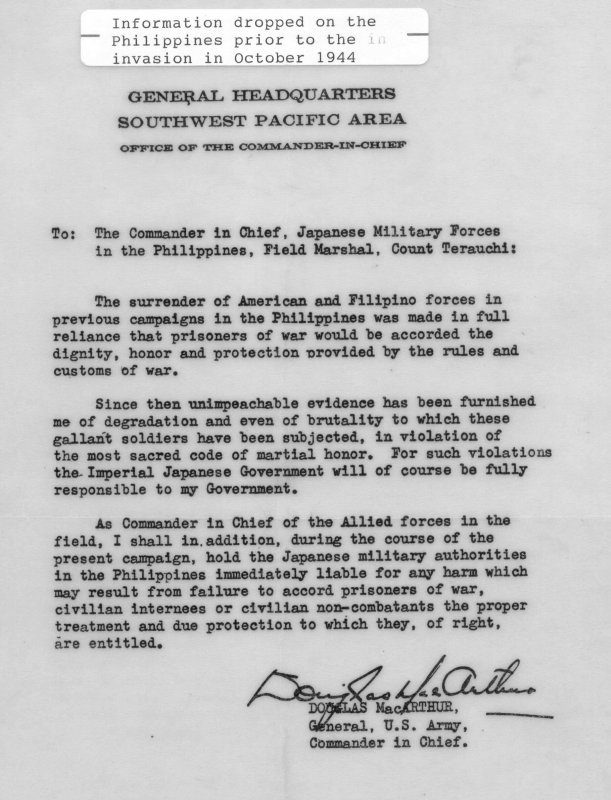 Information dropped on the
Philippines prior to the in
invasion in October 1944
GENERAL HEADQUARTERS
SOUTHWEST PACIFIC AREA
OFFICE OF THE COMMANDER-IN-CHIEF
To: The Commander in Chief, Japanese Military Forces
in the Philippines, Field Marshal, Count Terauchi:
The surrender of American and Filipino forces in
previous campaigns in the Philippines was made in full
reliance that prisoners of war would be accorded the
dignity, honor and protection provided by the rules and
customs of war.
Since then unimpeachable evidence has been furnished
me of degradation and even of brutality to which these
gallant soldiers have been subjected, in violation of
the most sacred code of martial honor. For such violations
the Imperial Japanese Government will of course be fully
responsible to my Government.
As Commander in Chief of the Allied forces in the
field, I shall in addition, during the course of the
present campaign, hold the Japanese military authorities
in the Philippines immediately liable for any harm which
may result from failure to accord prisoners of war,
civilian internees or civilian non-combatants the proper
treatment and due protection to which they, of right,
are entitled.
Douglas MacArthur
DOUGLAS MacARTHUR,
General, U.S. Army,
Commander in Chief.